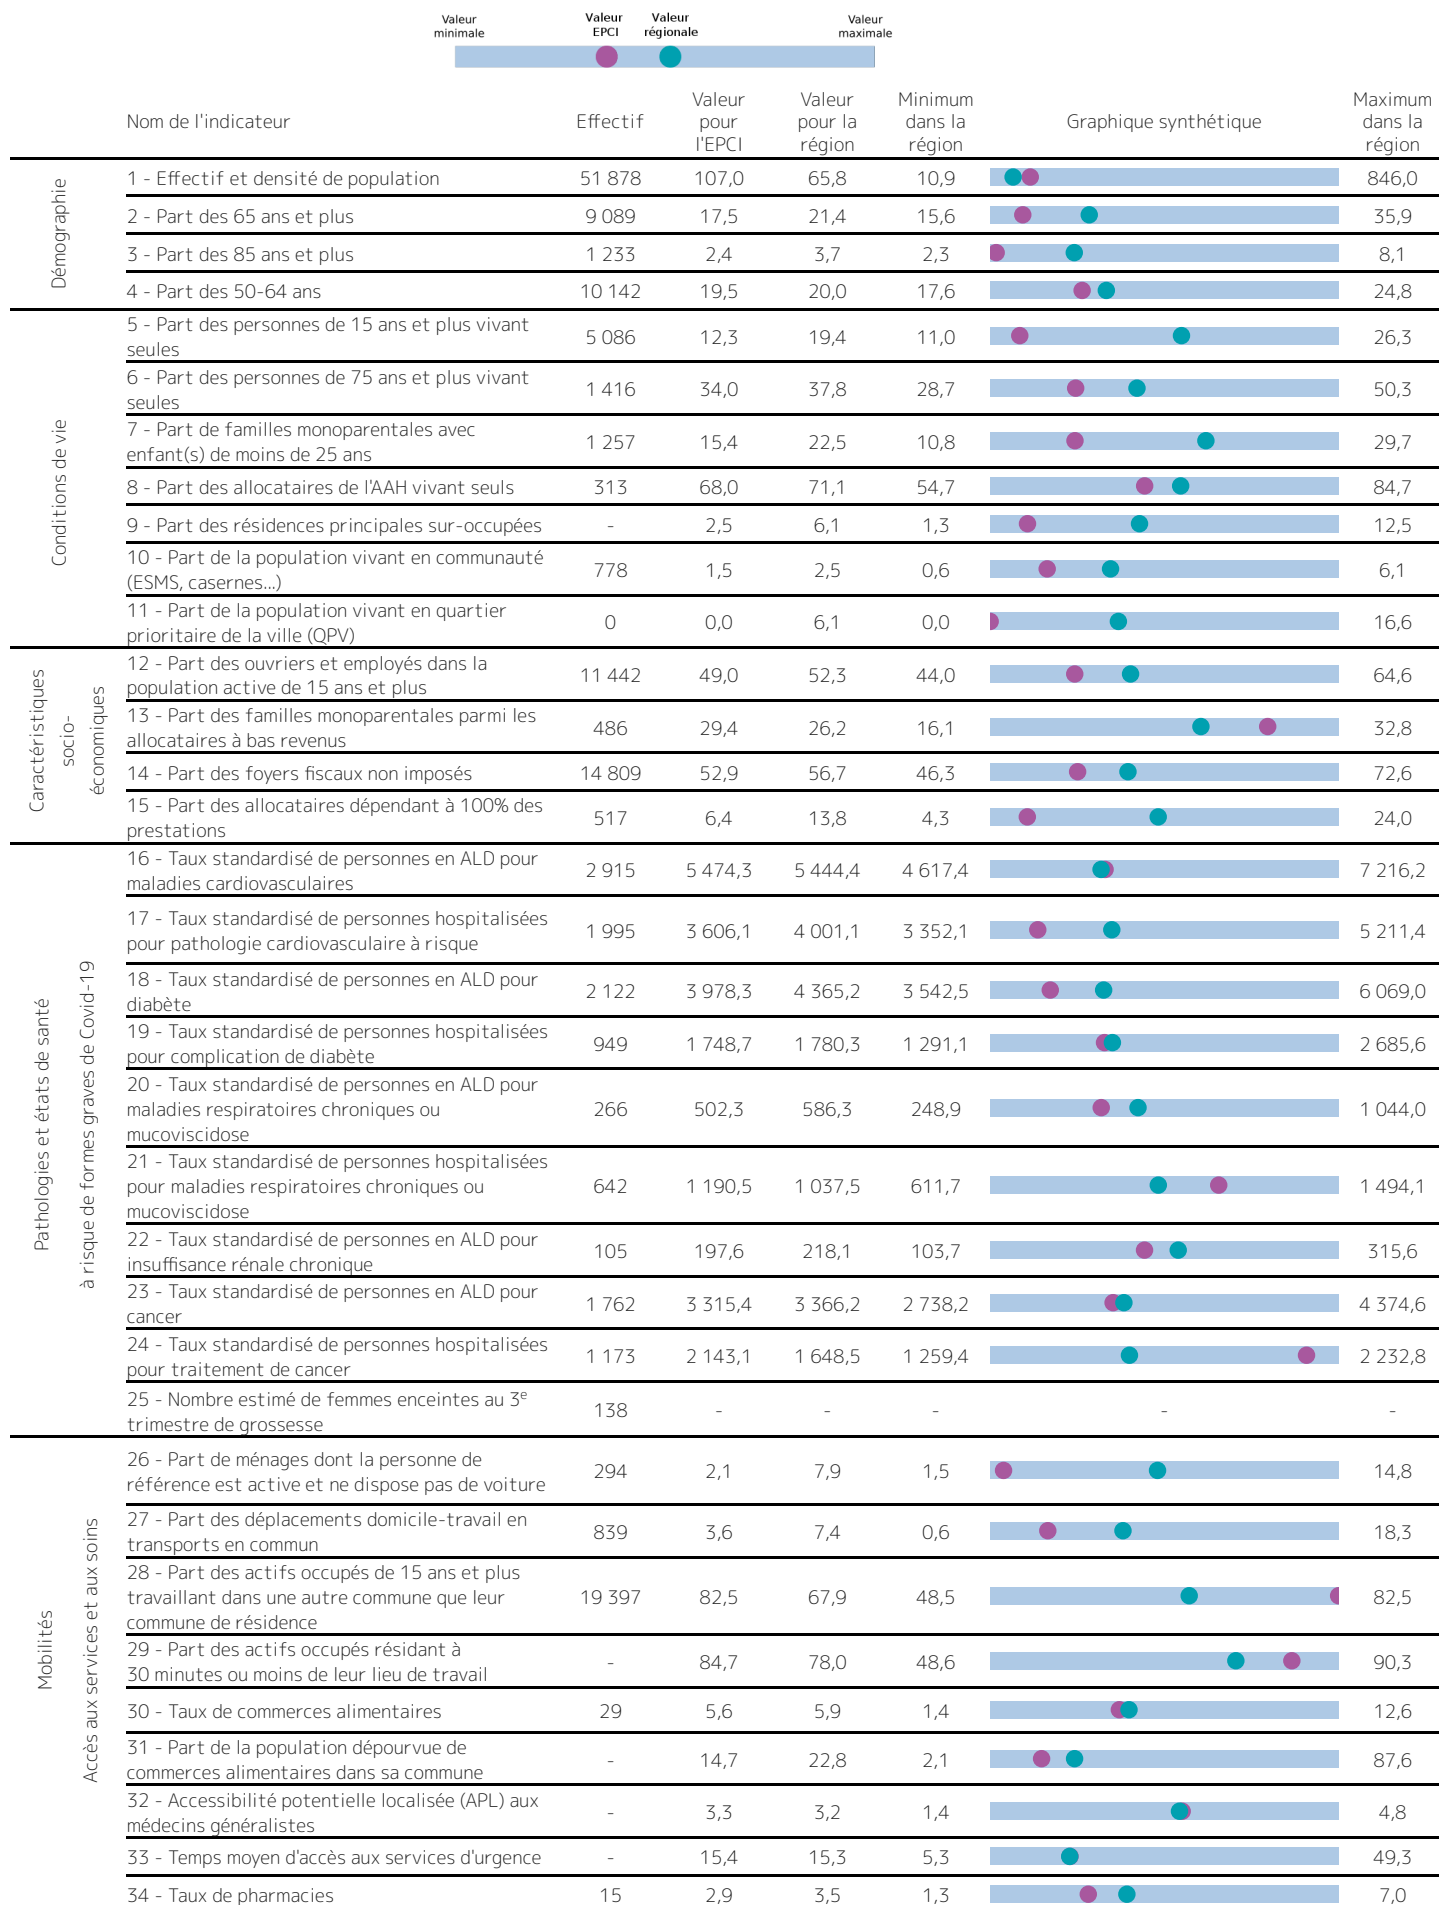 Valeur minimale
Valeur EPCI
Valeur régionale
Valeur maximale
Nom de l'indicateur
Effectif
Valeur pour l'EPCI
Valeur pour la région
Minimum dans la région
Graphique synthétique
Maximum dans la région
Démographie
1 - Effectif et densité de population 51 878 107,0 65,8 10,9 846,0
2 - Part des 65 ans et plus 9 089 17,5 21,4 15,6 35,9
3 - Part des 85 ans et plus 1 233 2,4 3,7 2,3 8,1
4 - Part des 50-64 ans 10 142 19,5 20,0 17,6 24,8
Conditions de vie
5 - Part des personnes de 15 ans et plus vivant
seules 5 086 12,3 19,4 11,0 26,3
6 - Part des personnes de 75 ans et plus vivant
seules 1 416 34,0 37,8 28,7 50,3
7 - Part de familles monoparentales avec
enfant(s) de moins de 25 ans 1 257 15,4 22,5 10,8 29,7
8 - Part des allocataires de l'AAH vivant seuls 313 68,0 71,1 54,7 84,7
9 - Part des résidences principales sur-occupées - 2,5 6,1 1,3 12,5
10 - Part de la population vivant en communauté
(ESMS, casernes...) 778 1,5 2,5 0,6 6,1
11 - Part de la population vivant en quartier
prioritaire de la ville (QPV) 0 0,0 6,1 0,0 16,6
Caractéristiques
socio-
économiques
12 - Part des ouvriers et employés dans la
population active de 15 ans et plus 11 442 49,0 52,3 44,0 64,6
13 - Part des familles monoparentales parmi les
allocataires à bas revenus 486 29,4 26,2 16,1 32,8
14 - Part des foyers fiscaux non imposés 14 809 52,9 56,7 46,3 72,6
15 - Part des allocataires dépendant à 100% des
prestations 517 6,4 13,8 4,3 24,0
Pathologies et états de santé
à risque de formes graves de Covid-19
16 - Taux standardisé de personnes en ALD pour
maladies cardiovasculaires 2 915 5 474,3 5 444,4 4 617,4 7 216,2
17 - Taux standardisé de personnes hospitalisées
pour pathologie cardiovasculaire à risque 1 995 3 606,1 4 001,1 3 352,1 5 211,4
18 - Taux standardisé de personnes en ALD pour
diabète 2 122 3 978,3 4 365,2 3 542,5 6 069,0
19 - Taux standardisé de personnes hospitalisées
pour complication de diabète 949 1 748,7 1 780,3 1 291,1 2 685,6
20 - Taux standardisé de personnes en ALD pour
maladies respiratoires chroniques ou 266 502,3 586,3 248,9 1 044,0
mucoviscidose
21 - Taux standardisé de personnes hospitalisées
pour maladies respiratoires chroniques ou 642 1 190,5 1 037,5 611,7 1 494,1
mucoviscidose
22 - Taux standardisé de personnes en ALD pour
insuffisance rénale chronique 105 197,6 218,1 103,7 315,6
23 - Taux standardisé de personnes en ALD pour
cancer 1 762 3 315,4 3 366,2 2 738,2 4 374,6
24 - Taux standardisé de personnes hospitalisées
pour traitement de cancer 1 173 2 143,1 1 648,5 1 259,4 2 232,8
25 - Nombre estimé de femmes enceintes au 3e
trimestre de grossesse 138 - - - - -
Mobilités
Accès aux services et aux soins
26 - Part de ménages dont la personne de
référence est active et ne dispose pas de voiture 294 2,1 7,9 1,5 14,8
27 - Part des déplacements domicile-travail en
transports en commun 839 3,6 7,4 0,6 18,3
28 - Part des actifs occupés de 15 ans et plus
travaillant dans une autre commune que leur 19 397 82,5 67,9 48,5 82,5
commune de résidence
29 - Part des actifs occupés résidant à
30 minutes ou moins de leur lieu de travail - 84,7 78,0 48,6 90,3
30 - Taux de commerces alimentaires 29 5,6 5,9 1,4 12,6
31 - Part de la population dépourvue de
commerces alimentaires dans sa commune - 14,7 22,8 2,1 87,6
32 - Accessibilité potentielle localisée (APL) aux
médecins généralistes - 3,3 3,2 1,4 4,8
33 - Temps moyen d'accès aux services d'urgence - 15,4 15,3 5,3 49,3
34 - Taux de pharmacies 15 2,9 3,5 1,3 7,0